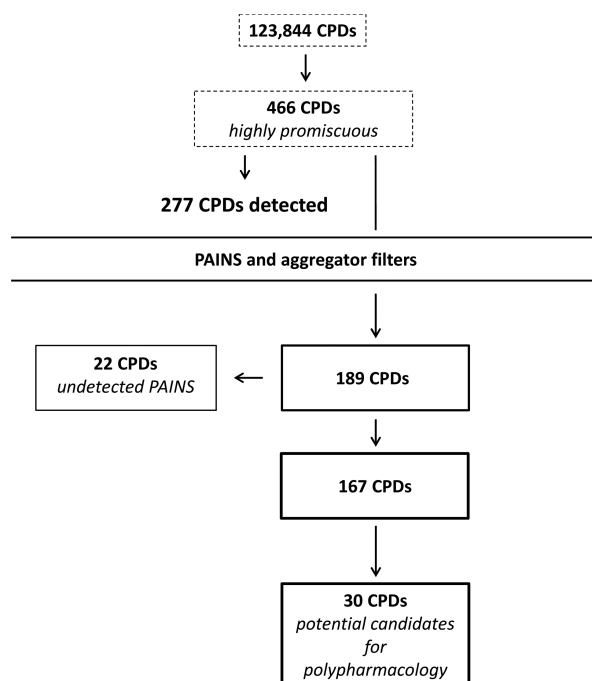 123,844 CPDs
466 CPDs
highly promiscuous
277 CPDs detected
PAINS and aggregator filters
22 CPDs
undetected PAINS
189 CPDs
167 CPDs
30 CPDs
potential candidates
for
polypharmacology